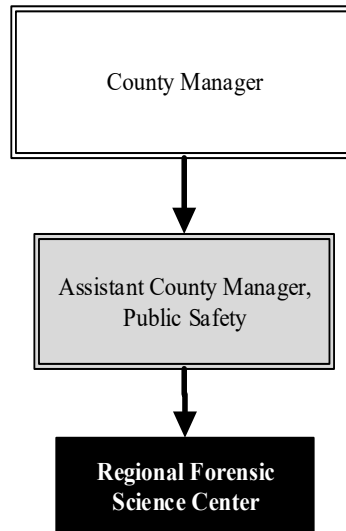 County Manager
Assistant County Manager,
Public Safety
Regional Forensic
Science Center